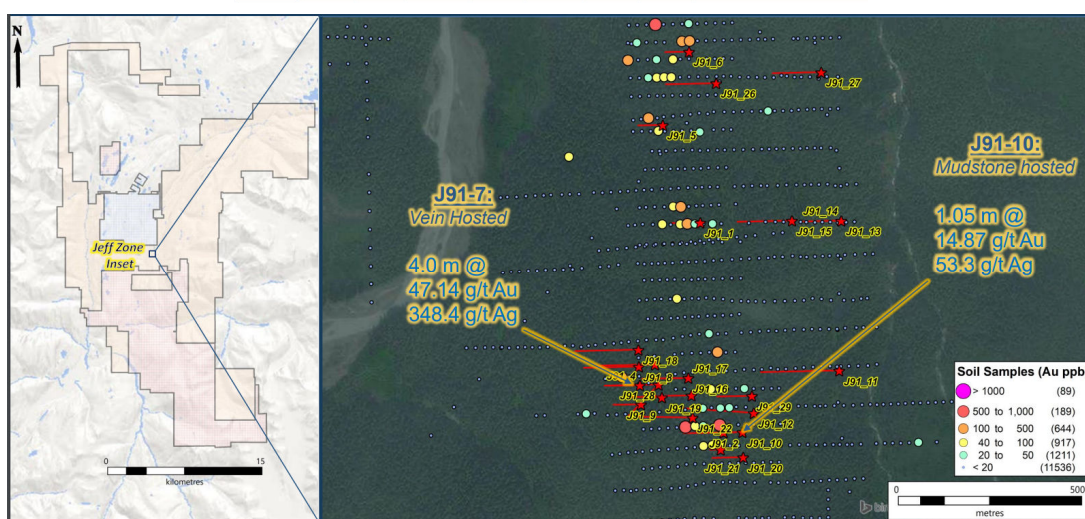 N
Jeff Zone
Inset
0
15
kilometres
J91_6
J91_27
J91_26
J91_5
J91-10:
Mudstone hosted
J91-7:
Vein Hosted
J91_14
J91_1
J91_15
J91_13
1.05 m @
14.87 g/t Au
53.3 g/t Ag
4.0 m @
47.14 g/t Au
348.4 g/t Ag
J91_18
J91_17
J91_11
J91_4
J91_8
J91_28
J91_16
J91_29
J91_9
J91_19
J91_12
J91_22
J91_2
J91_10
J91_21
J91_20
Soil Samples (Au ppb
> 1000 (89)
500 to 1,000 (189)
100 to 500 (644)
40 to 100 (917)
20 to 50 (1211)
< 20 (11536)
0
500
metres